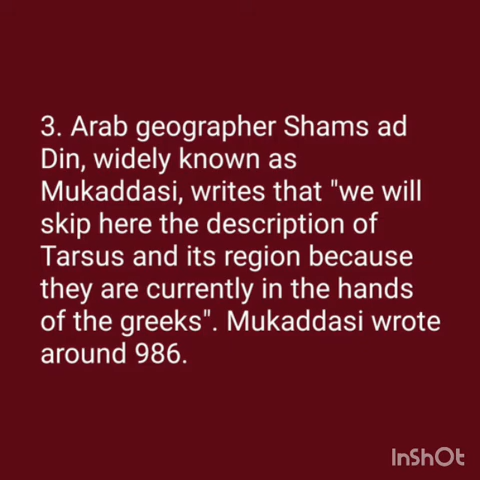 3. Arab geographer Shams ad
Din, widely known as
Mukaddasi, writes that "we will
skip here the description of
Tarsus and its region because
they are currently in the hands
of the greeks". Mukaddasi wrote
around 986.
InShOt